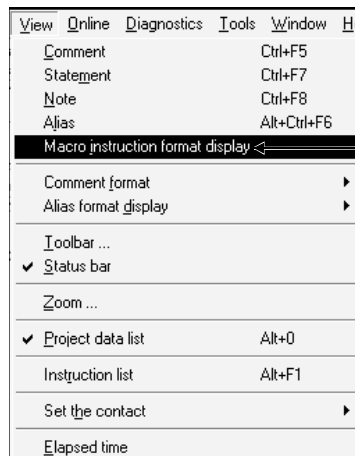 View Online Diagnostics Tools Window H
Comment Ctrl+F5
Statement Ctrl+F7
Note Ctrl+F8
Alias Alt+Ctrl+F6
Macro instruction format display
Comment format
Alias format display
Toolbar ...
Status bar
Zoom ...
Project data list Alt+0
Instruction list Alt+F1
Set the contact
Elapsed time